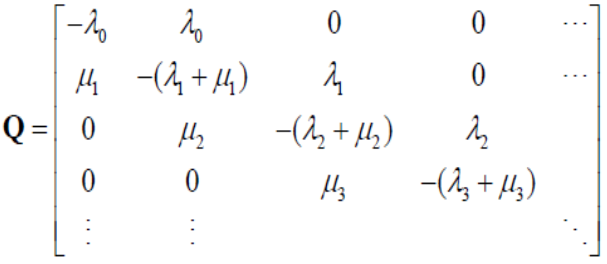 −λ₀ λ₀ 0 0 ⋯
μ₁ −(λ₁ + μ₁) λ₁ 0 ⋯
Q = 0 μ₂ −(λ₂ + μ₂) λ₂
0 0 μ₃ −(λ₃ + μ₃)
⋮ ⋮ ⋱